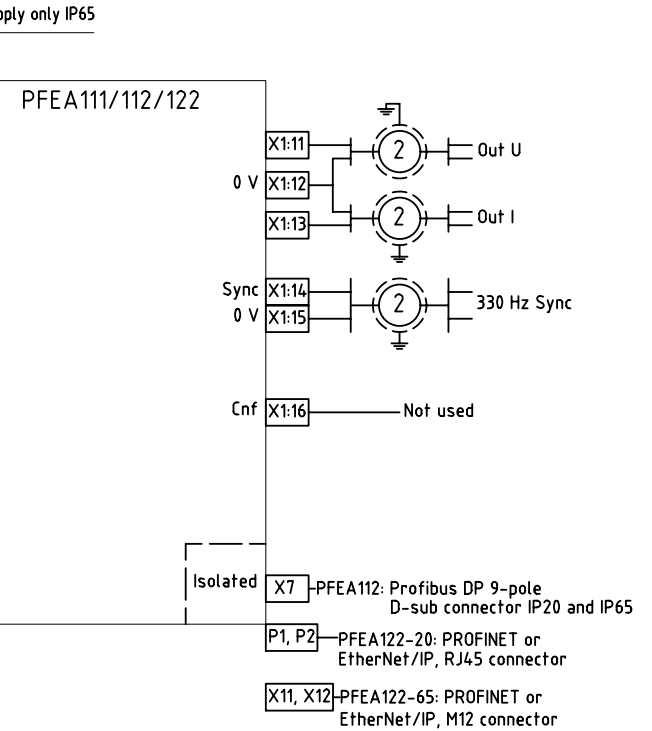 only IP65
PFEA111/112/122
X1:11
2
Out U
0 V X1:12
X1:13
2
Out I
Sync X1:14
2
330 Hz Sync
0 V X1:15
Cnf X1:16 Not used
Isolated X7 PFEA112: Profibus DP 9-pole
D-sub connector IP20 and IP65
P1, P2 PFEA122-20: PROFINET or
EtherNet/IP, RJ45 connector
X11, X12 PFEA122-65: PROFINET or
EtherNet/IP, M12 connector